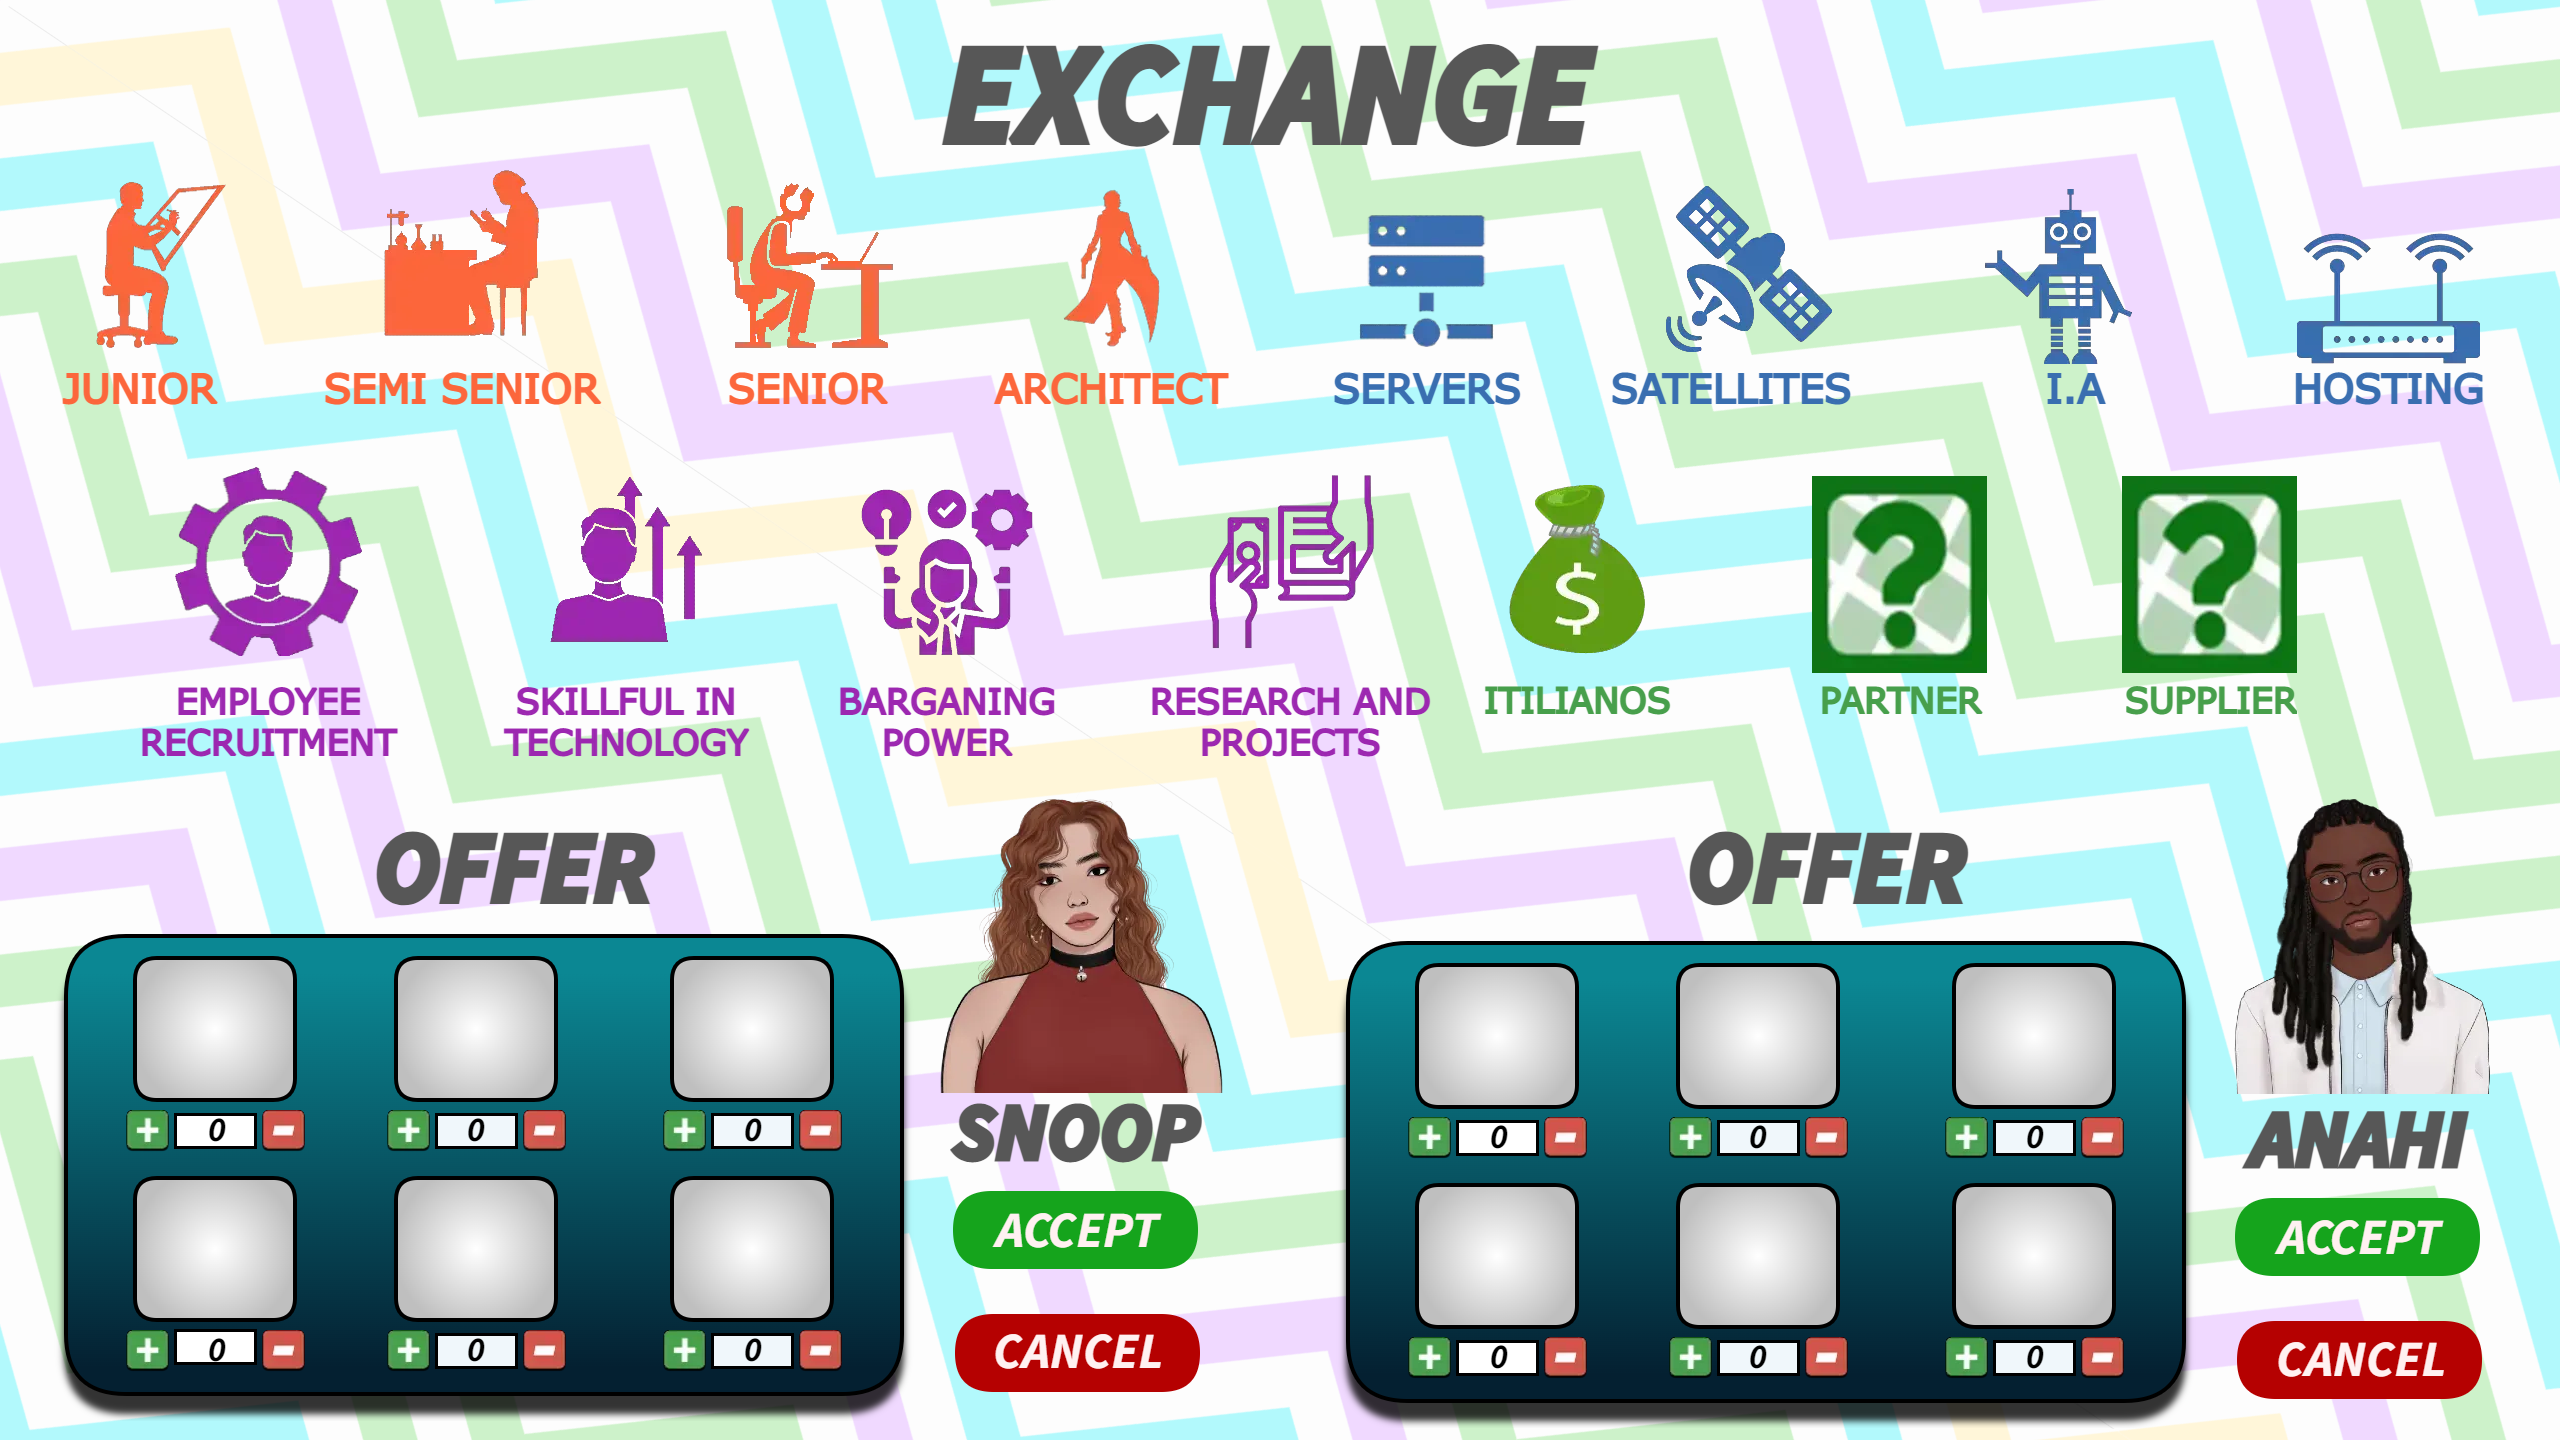 EXCHANGE
JUNIOR
SEMI SENIOR
SENIOR
ARCHITECT
SERVERS
SATELLITES
I.A
HOSTING
EMPLOYEE
RECRUITMENT
SKILLFUL IN
TECHNOLOGY
BARGANING
POWER
RESEARCH AND
PROJECTS
$
ITILIANOS
?
PARTNER
?
SUPPLIER
OFFER
+ 0 -
+ 0 -
+ 0 -
+ 0 -
+ 0 -
+ 0 -
SNOOP
ACCEPT
CANCEL
OFFER
+ 0 -
+ 0 -
+ 0 -
+ 0 -
+ 0 -
+ 0 -
ANAHI
ACCEPT
CANCEL